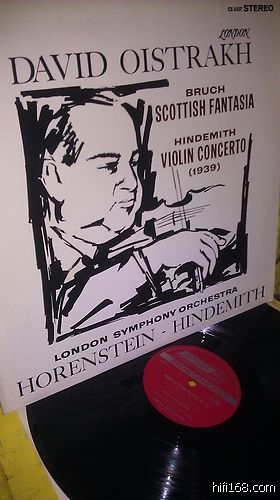 CS 6337 STEREO
LONDON
DAVID OISTRAKH
BRUCH
SCOTTISH FANTASIA
HINDEMITH
VIOLIN CONCERTO
(1939)
LONDON SYMPHONY ORCHESTRA
HORENSTEIN - HINDEMITH
hifi168.com